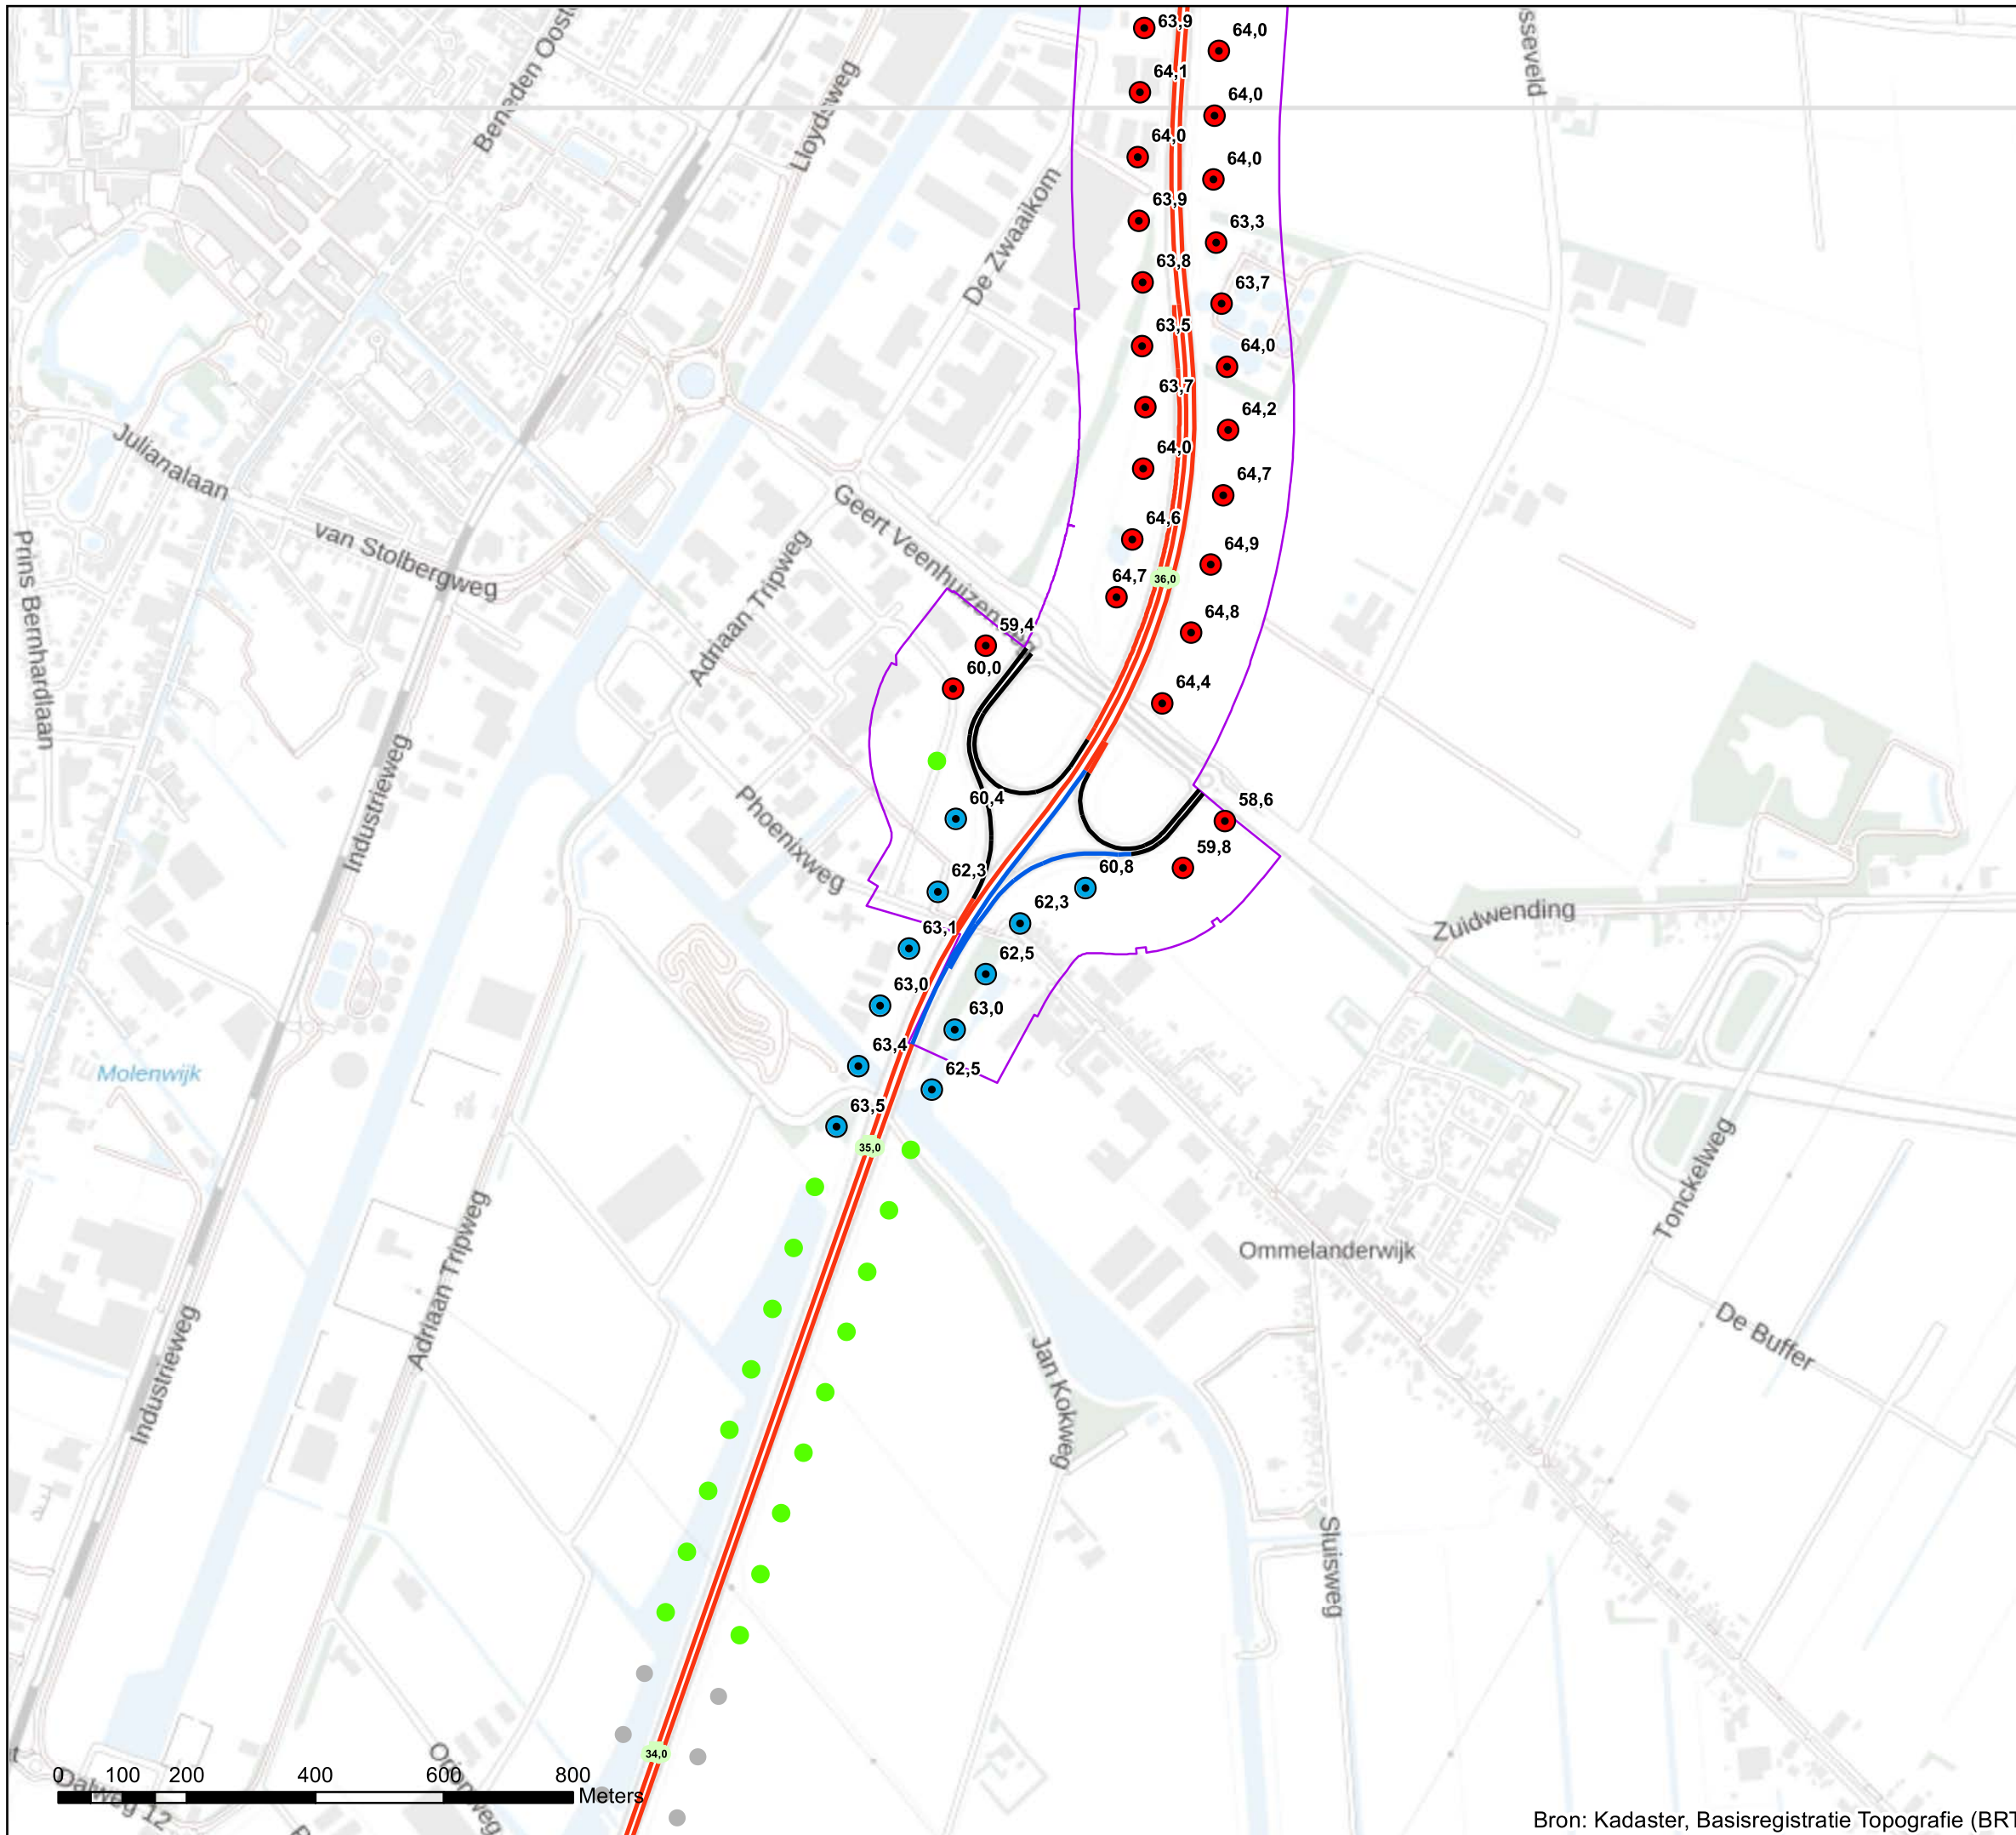 63,9
64,0
sseveld
64,1
Beneden Ooste
Lloydsweg
64,0
64,0
64,0
De Zwaaikom
63,9
63,3
63,8
63,7
63,5
64,0
63,7
64,2
Julianalaan
64,0
64,7
Geert Veenhuizen
64,6
van Stolbergweg
64,9
Adriaan Tripweg
64,7
36,0
Prins Bernhardlaan
59,4
64,8
60,0
64,4
60,4
58,6
Industrieweg
Phoenixweg
59,8
62,3
60,8
62,3
Zuidwending
63,1
62,5
63,0
63,0
63,4
Molenwijk
62,5
63,5
35,0
Tonckelweg
Adriaan Tripweg
Ommelanderwijk
De Buffer
Industrieweg
Jan Kokweg
Sluisweg
34,0
Dalweg 12
0 100 200 400 600 800
Meters
Bron: Kadaster, Basisregistratie Topografie (BRT